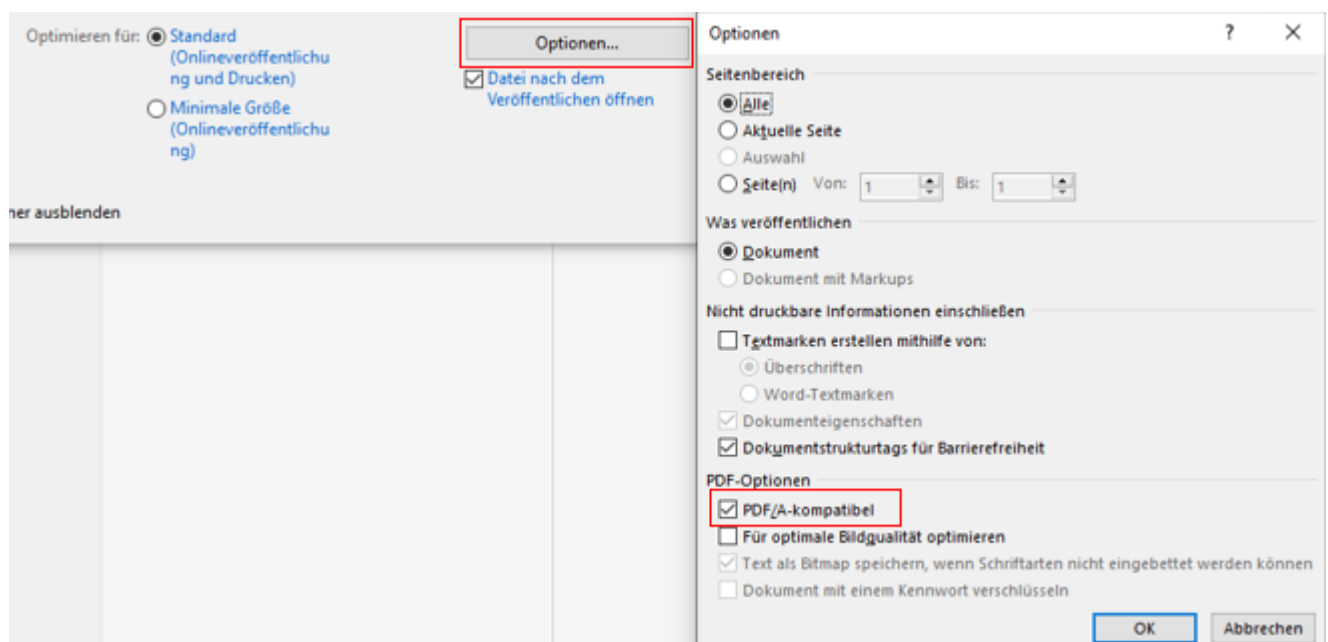 Optimieren für: Standard
(Onlineveröffentlichu
ng und Drucken)
Minimale Größe
(Onlineveröffentlichu
ng)
Optionen...
Datei nach dem
Veröffentlichen öffnen
ner ausblenden
Optionen ? ×
Seitenbereich
Alle
Aktuelle Seite
Auswahl
Seite(n) Von: 1 Bis: 1
Was veröffentlichen
Dokument
Dokument mit Markups
Nicht druckbare Informationen einschließen
Textmarken erstellen mithilfe von:
Überschriften
Word-Textmarken
Dokumenteigenschaften
Dokumentstrukturtags für Barrierefreiheit
PDF-Optionen
PDF/A-kompatibel
Für optimale Bildqualität optimieren
Text als Bitmap speichern, wenn Schriftarten nicht eingebettet werden können
Dokument mit einem Kennwort verschlüsseln
OK Abbrechen